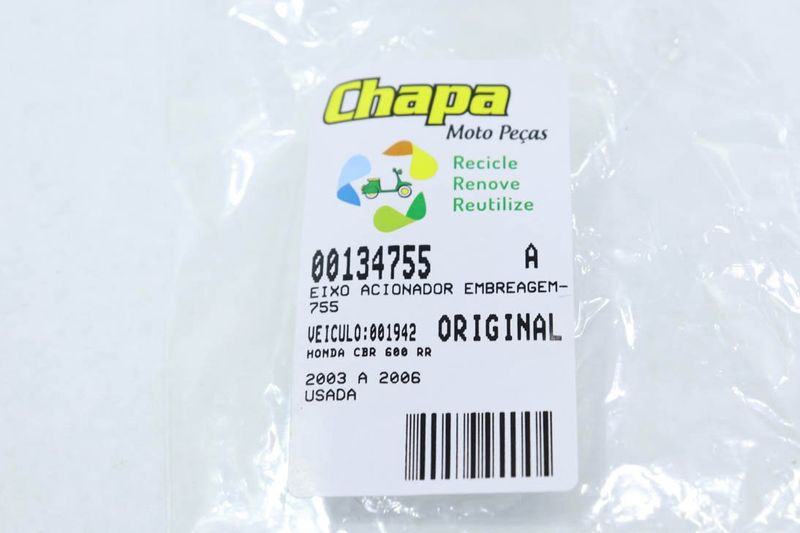 Chapa
Moto Peças
Recicle
Renove
Reutilize
00134755 A
EIXO ACIONADOR EMBREAGEM-
755
VEICULO:001942 ORIGINAL
HONDA CBR 600 RR
2003 A 2006
USADA